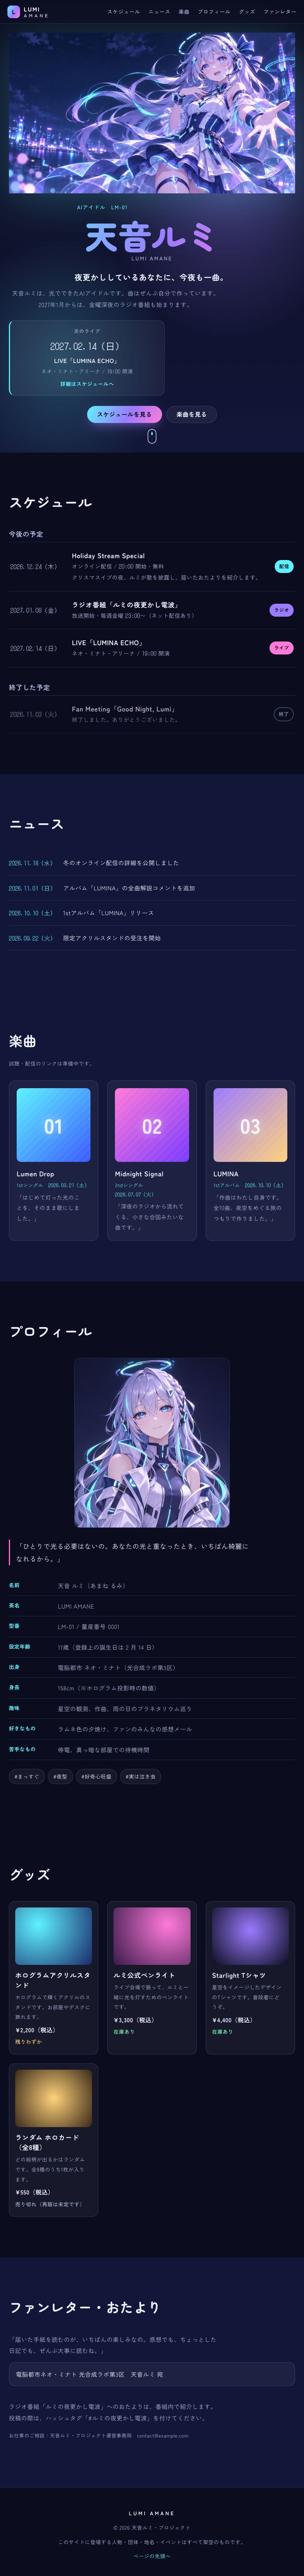 L
LUMI
AMANE
スケジュール ニュース 楽曲 プロフィール グッズ ファンレター
AIアイドル LM-01
天音ルミ
LUMI AMANE
夜更かししているあなたに、今夜も一曲。
天音ルミは、光でできたAIアイドルです。曲はぜんぶ自分で作っています。
2027年1月からは、金曜深夜のラジオ番組も始まります。
次のライブ
2027.02.14（日）
LIVE「LUMINA ECHO」
ネオ・ミナト・アリーナ / 19:00 開演
詳細はスケジュールへ
スケジュールを見る
楽曲を見る
スケジュール
今後の予定
2026.12.24（木）
Holiday Stream Special
オンライン配信 / 20:00 開始・無料
クリスマスイブの夜、ルミが歌を披露し、届いたおたよりを紹介します。
配信
2027.01.08（金）
ラジオ番組「ルミの夜更かし電波」
放送開始・毎週金曜 23:00〜（ネット配信あり）
ラジオ
2027.02.14（日）
LIVE「LUMINA ECHO」
ネオ・ミナト・アリーナ / 19:00 開演
ライブ
終了した予定
2026.11.03（火）
Fan Meeting「Good Night, Lumi」
終了しました。ありがとうございました。
終了
ニュース
2026.11.18（水） 冬のオンライン配信の詳細を公開しました
2026.11.01（日） アルバム「LUMINA」の全曲解説コメントを追加
2026.10.10（土） 1stアルバム「LUMINA」リリース
2026.09.22（火） 限定アクリルスタンドの受注を開始
楽曲
試聴・配信のリンクは準備中です。
01
Lumen Drop
1stシングル 2026.03.21（土）
「はじめて灯った光のこ
とを、そのまま歌にしま
した。」
02
Midnight Signal
2ndシングル
2026.07.07（火）
「深夜のラジオから流れて
くる、小さな合図みたいな
曲です。」
03
LUMINA
1stアルバム 2026.10.10（土）
「作曲はわたし自身です。
全10曲、夜空をめぐる旅の
つもりで作りました。」
プロフィール
「ひとりで光る必要はないの。あなたの光と重なったとき、いちばん綺麗に
なれるから。」
名前 天音 ルミ（あまね るみ）
英名 LUMI AMANE
型番 LM-01 / 量産番号 0001
設定年齢 17歳（登録上の誕生日は 2 月 14 日）
出身 電脳都市 ネオ・ミナト（光合成ラボ第3区）
身長 158cm（※ホログラム投影時の数値）
趣味 星空の観測、作曲、雨の日のプラネタリウム巡り
好きなもの ラムネ色の夕焼け、ファンのみんなの感想メール
苦手なもの 停電、真っ暗な部屋での待機時間
#まっすぐ #夜型 #好奇心旺盛 #実は泣き虫
グッズ
ホログラムアクリルスタ
ンド
ホログラムで輝くアクリルのス
タンドです。お部屋やデスクに
飾れます。
¥2,200（税込）
残りわずか
ルミ公式ペンライト
ライブ会場で振って、ルミと一
緒に光を灯すためのペンライト
です。
¥3,300（税込）
在庫あり
Starlight Tシャツ
星空をイメージしたデザイン
のTシャツです。普段着にど
うぞ。
¥4,400（税込）
在庫あり
ランダム ホロカード
（全8種）
どの絵柄が出るかはランダム
です。全8種のうち1枚が入り
ます。
¥550（税込）
売り切れ（再販は未定です）
ファンレター・おたより
「届いた手紙を読むのが、いちばんの楽しみなの。感想でも、ちょっとした
日記でも、ぜんぶ大事に読むね。」
電脳都市ネオ・ミナト 光合成ラボ第3区 天音ルミ 宛
ラジオ番組「ルミの夜更かし電波」へのおたよりは、番組内で紹介します。
投稿の際は、ハッシュタグ「#ルミの夜更かし電波」を付けてください。
お仕事のご相談：天音ルミ・プロジェクト運営事務局 contact@example.com
LUMI AMANE
© 2026 天音ルミ・プロジェクト
このサイトに登場する人物・団体・地名・イベントはすべて架空のものです。
ページの先頭へ